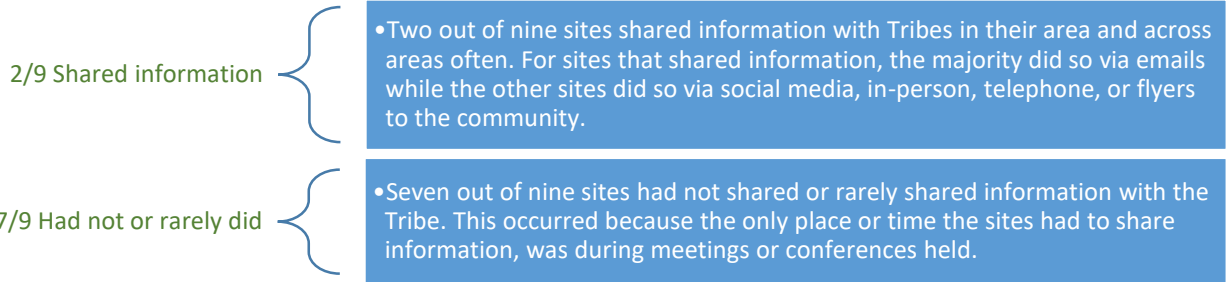 2/9 Shared information
•Two out of nine sites shared information with Tribes in their area and across
areas often. For sites that shared information, the majority did so via emails
while the other sites did so via social media, in-person, telephone, or flyers
to the community.
7/9 Had not or rarely did
•Seven out of nine sites had not shared or rarely shared information with the
Tribe. This occurred because the only place or time the sites had to share
information, was during meetings or conferences held.